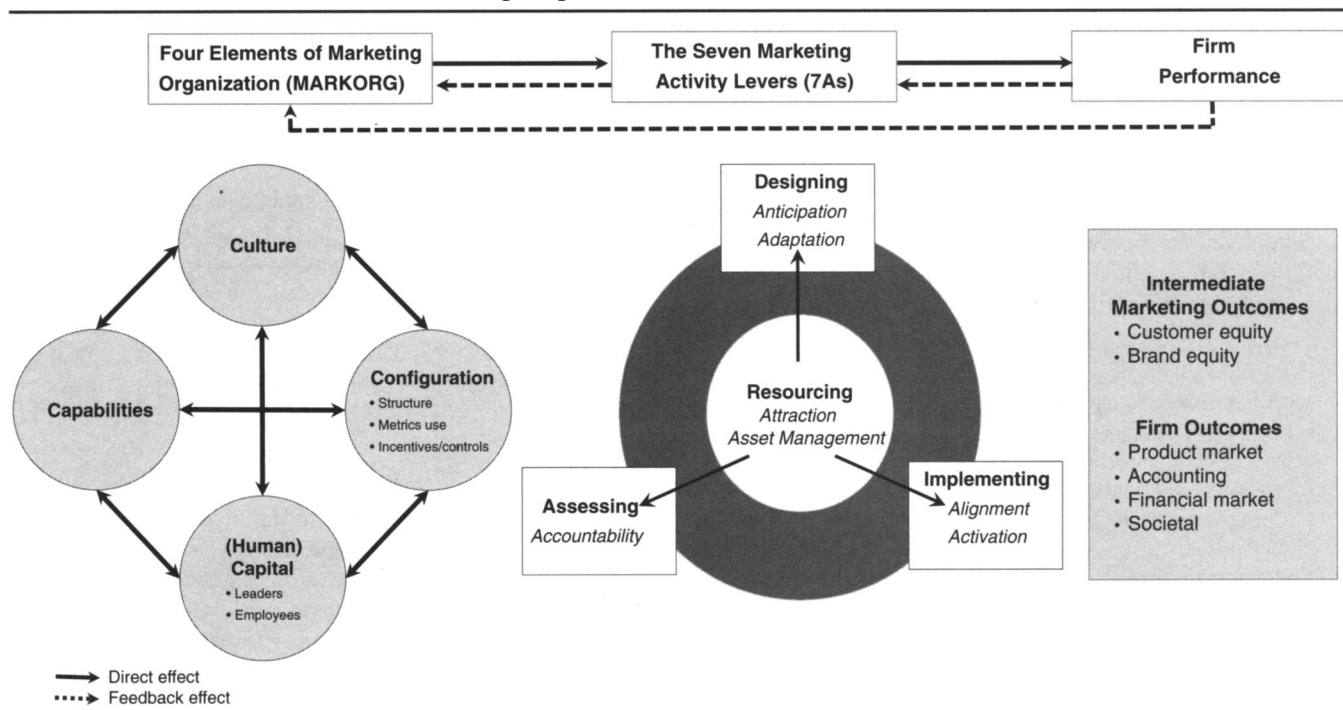 Four Elements of Marketing
Organization (MARKORG)
The Seven Marketing
Activity Levers (7As)
Firm
Performance
Culture
Capabilities
Configuration
• Structure
• Metrics use
• Incentives/controls
(Human)
Capital
• Leaders
• Employees
Designing
Anticipation
Adaptation
Resourcing
Attraction
Asset Management
Assessing
Accountability
Implementing
Alignment
Activation
Intermediate
Marketing Outcomes
• Customer equity
• Brand equity
Firm Outcomes
• Product market
• Accounting
• Financial market
• Societal
Direct effect
Feedback effect